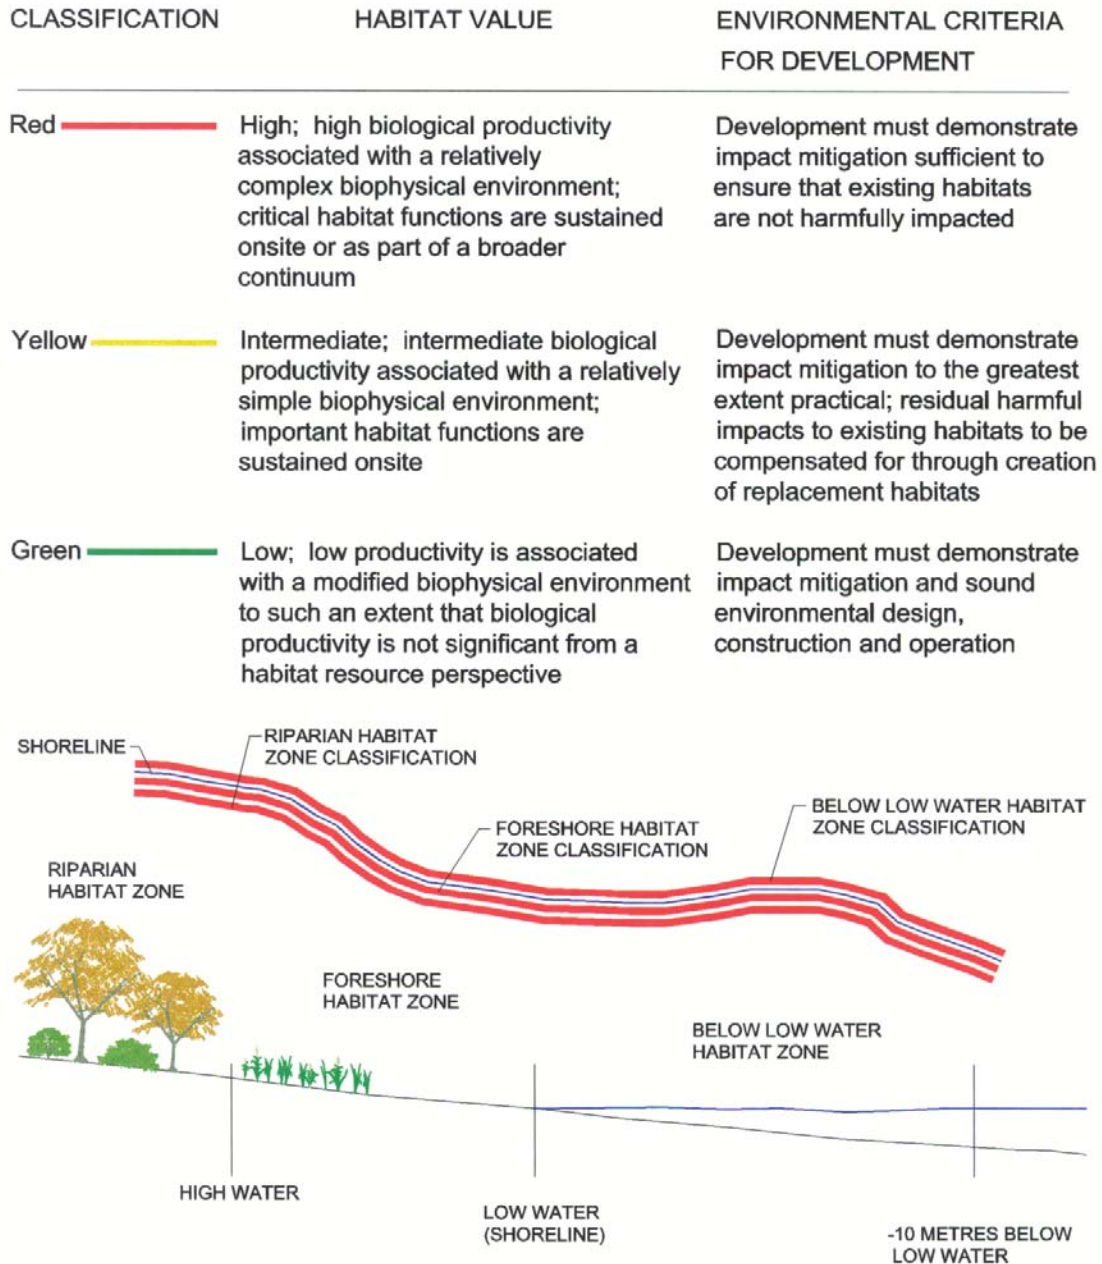 CLASSIFICATION HABITAT VALUE ENVIRONMENTAL CRITERIA
FOR DEVELOPMENT
Red High; high biological productivity
associated with a relatively
complex biophysical environment;
critical habitat functions are sustained
onsite or as part of a broader
continuum
Development must demonstrate
impact mitigation sufficient to
ensure that existing habitats
are not harmfully impacted
Yellow Intermediate; intermediate biological
productivity associated with a relatively
simple biophysical environment;
important habitat functions are
sustained onsite
Development must demonstrate
impact mitigation to the greatest
extent practical; residual harmful
impacts to existing habitats to be
compensated for through creation
of replacement habitats
Green Low; low productivity is associated
with a modified biophysical environment
to such an extent that biological
productivity is not significant from a
habitat resource perspective
Development must demonstrate
impact mitigation and sound
environmental design,
construction and operation
SHORELINE
RIPARIAN HABITAT
ZONE CLASSIFICATION
FORESHORE HABITAT
ZONE CLASSIFICATION
BELOW LOW WATER HABITAT
ZONE CLASSIFICATION
RIPARIAN
HABITAT ZONE
FORESHORE
HABITAT ZONE
BELOW LOW WATER
HABITAT ZONE
HIGH WATER
LOW WATER
(SHORELINE)
-10 METRES BELOW
LOW WATER